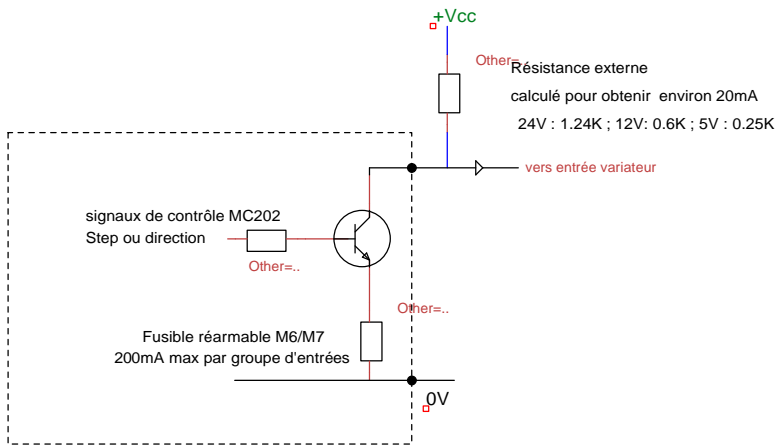 +Vcc
Other=..
Résistance externe
calculé pour obtenir environ 20mA
24V : 1.24K ; 12V: 0.6K ; 5V : 0.25K
vers entrée variateur
signaux de contrôle MC202
Step ou direction
Other=..
Other=..
Fusible réarmable M6/M7
200mA max par groupe d'entrées
0V